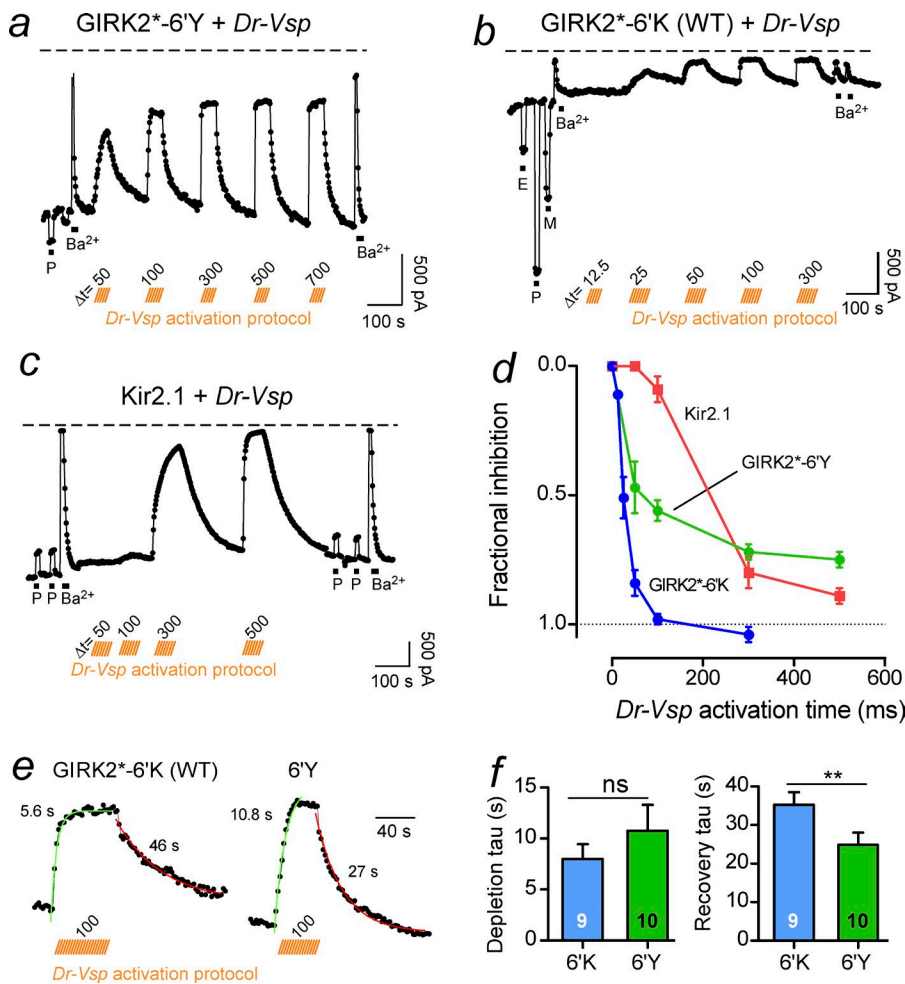 a
GIRK2*-6'Y + Dr-Vsp
P
Ba2+
Ba2+
Δt= 50
100
300
500
700
Dr-Vsp activation protocol
500 pA
100 s
b
GIRK2*-6'K (WT) + Dr-Vsp
E
P
M
Ba2+
Ba2+
Δt= 12.5
25
50
100
300
Dr-Vsp activation protocol
500 pA
100 s
c
Kir2.1 + Dr-Vsp
P P Ba2+
P P Ba2+
Δt= 50
100
300
500
Dr-Vsp activation protocol
500 pA
100 s
d
Fractional inhibition
0.0
0.5
1.0
Kir2.1
GIRK2*-6'Y
GIRK2*-6'K
0 200 400 600
Dr-Vsp activation time (ms)
e
GIRK2*-6'K (WT)
6'Y
5.6 s
46 s
10.8 s
27 s
40 s
100
100
Dr-Vsp activation protocol
f
Depletion tau (s)
15
10
5
0
ns
9
10
6'K 6'Y
Recovery tau (s)
40
30
20
10
0
**
9
10
6'K 6'Y